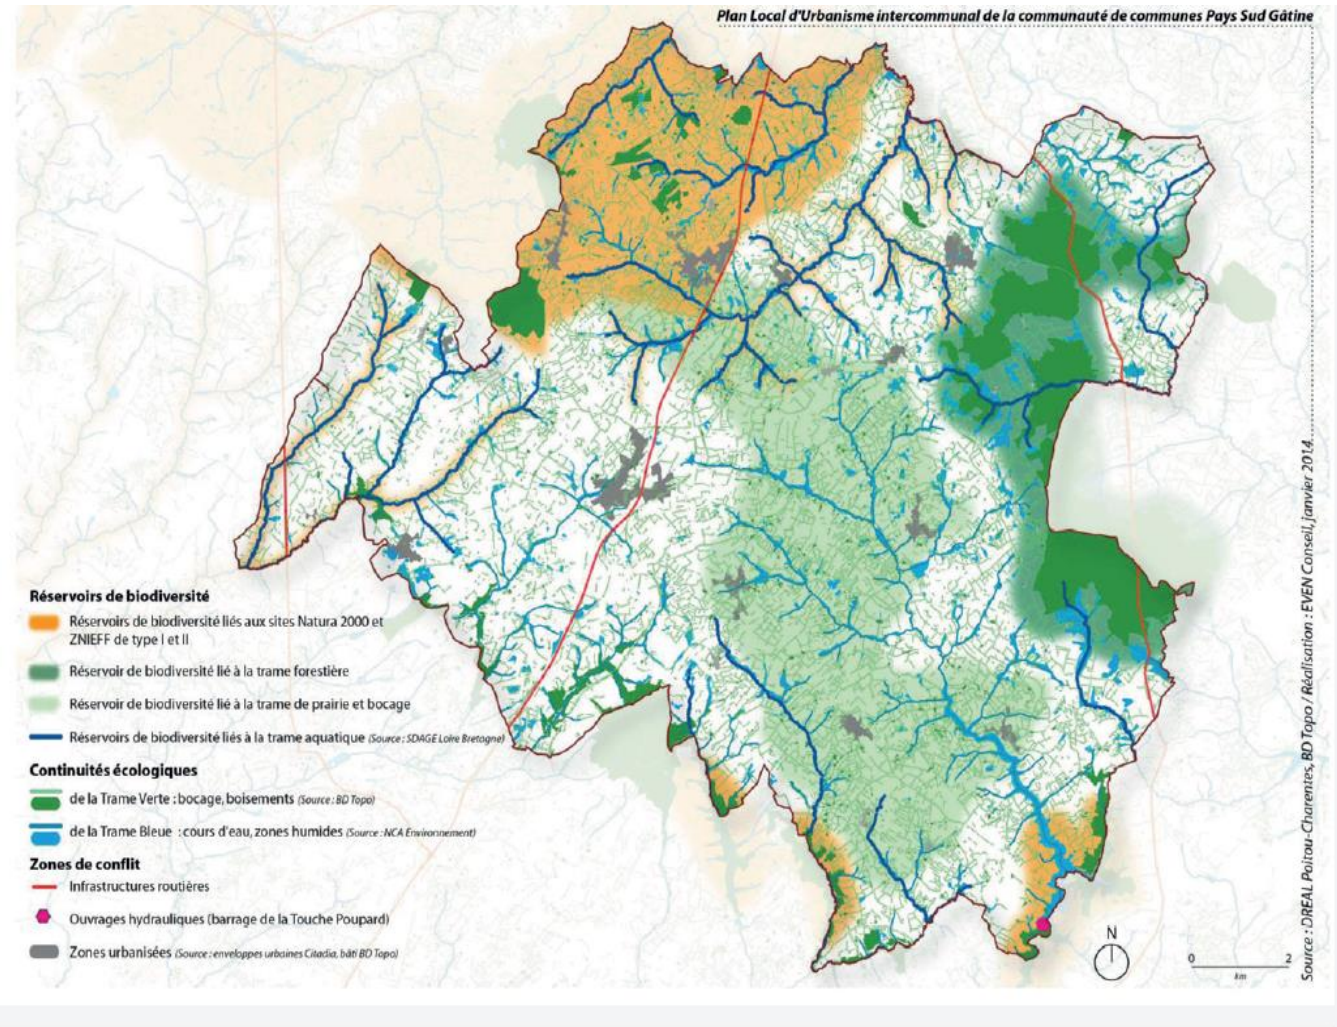 Plan Local d'Urbanisme intercommunal de la communauté de communes Pays Sud Gâtine
Réservoirs de biodiversité
Réservoirs de biodiversité liés aux sites Natura 2000 et
ZNIEFF de type I et II
Réservoir de biodiversité lié à la trame forestière
Réservoir de biodiversité lié à la trame de prairie et bocage
Réservoirs de biodiversité liés à la trame aquatique (Source : SDAGE Loire Bretagne)
Continuités écologiques
de la Trame Verte : bocage, boisements (Source : BD Topo)
de la Trame Bleue : cours d'eau, zones humides (Source : NCA Environnement)
Zones de conflit
Infrastructures routières
Ouvrages hydrauliques (barrage de la Touche Poupard)
Zones urbanisées (Source : enveloppes urbaines Citadia, bâti BD Topo)
N
0 2
km
Source : DREAL Poitou-Charentes, BD Topo / Réalisation : EVEN Conseil, janvier 2014.